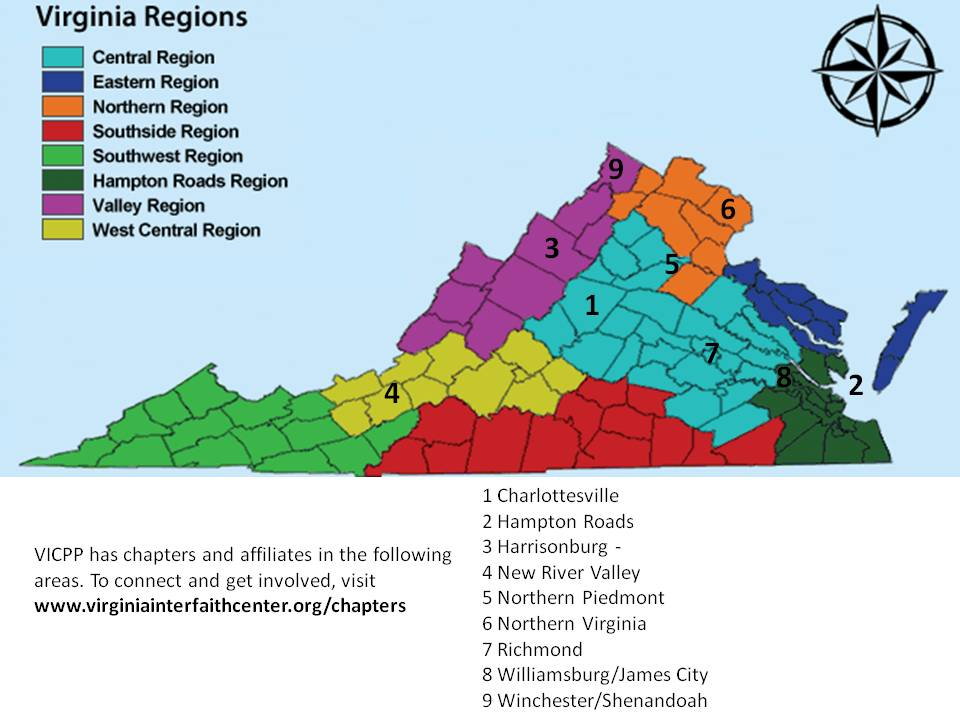 Virginia Regions
Central Region
Eastern Region
Northern Region
Southside Region
Southwest Region
Hampton Roads Region
Valley Region
West Central Region
9
6
3
5
1
7
8
2
4
VICPP has chapters and affiliates in the following
areas. To connect and get involved, visit
www.virginiainterfaithcenter.org/chapters
1 Charlottesville
2 Hampton Roads
3 Harrisonburg -
4 New River Valley
5 Northern Piedmont
6 Northern Virginia
7 Richmond
8 Williamsburg/James City
9 Winchester/Shenandoah